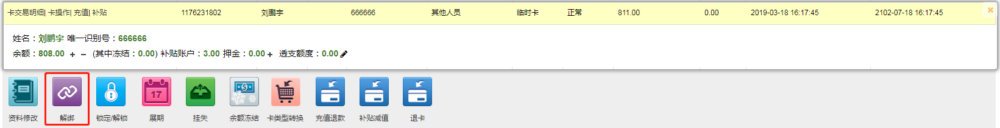 卡交易明细| 卡操作| 充值| 补贴 1176231802 刘鹏宇 666666 其他人员 临时卡 正常 811.00 0.00 2019-03-18 16:17:45 2102-07-18 16:17:45
姓名：刘鹏宇 唯一识别号：666666
余额：808.00 + − (其中冻结：0.00) 补贴账户：3.00 押金：0.00 + 透支额度：0.00
17
资料修改 解绑 锁定/解锁 展期 挂失 余额冻结 卡类型转换 充值退款 补贴减值 退卡